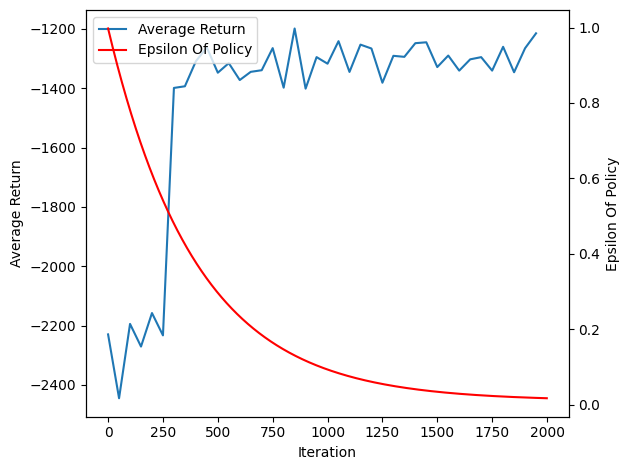 Average Return
Epsilon Of Policy
−1200
−1400
−1600
−1800
−2000
−2200
−2400
Average Return
1.0
0.8
0.6
0.4
0.2
0.0
Epsilon Of Policy
0 250 500 750 1000 1250 1500 1750 2000
Iteration